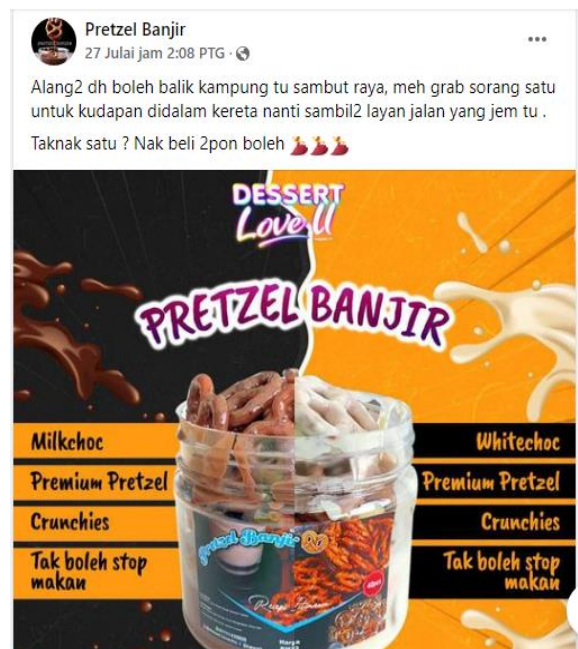 Pretzel Banjir
27 Julai jam 2:08 PTG ·
Alang2 dh boleh balik kampung tu sambut raya, meh grab sorang satu
untuk kudapan didalam kereta nanti sambil2 layan jalan yang jem tu .
Taknak satu ? Nak beli 2pon boleh 💃💃💃
DESSERT
Love U
PRETZEL BANJIR
Milkchoc
Premium Pretzel
Crunchies
Tak boleh stop
makan
Whitechoc
Premium Pretzel
Crunchies
Tak boleh stop
makan
Pretzel Banjir